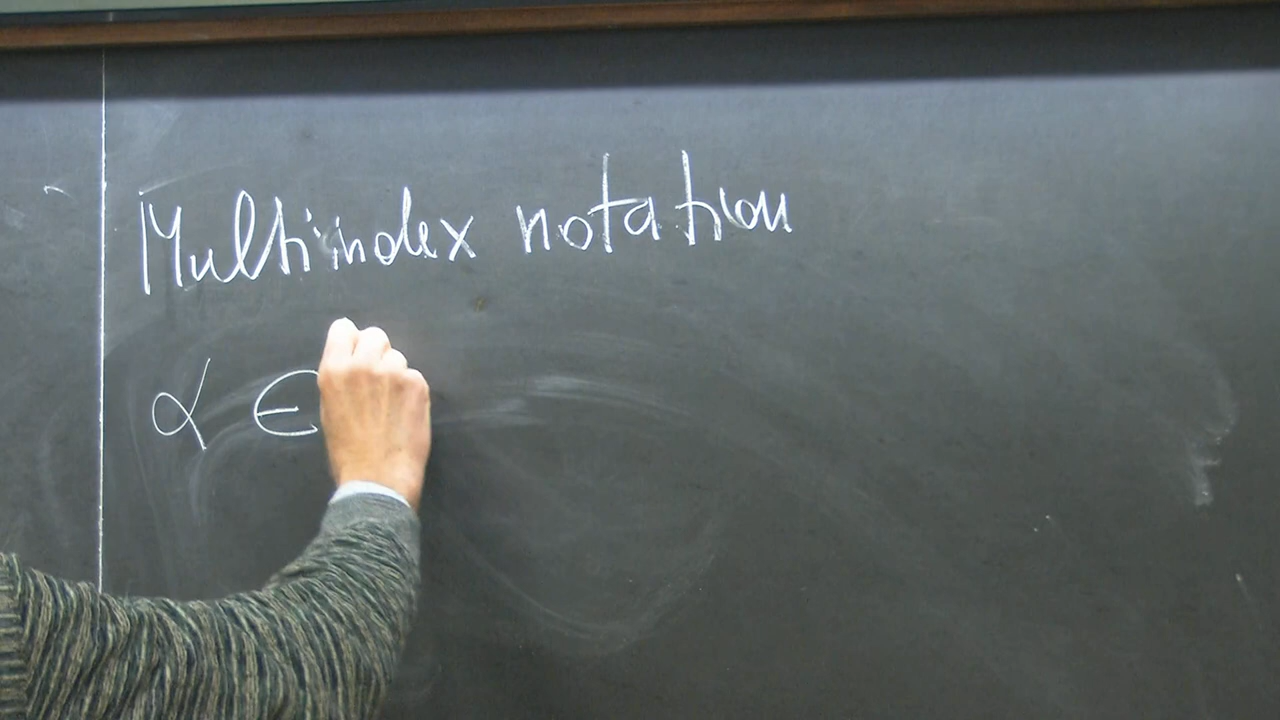 Multiindex notation
α ∈